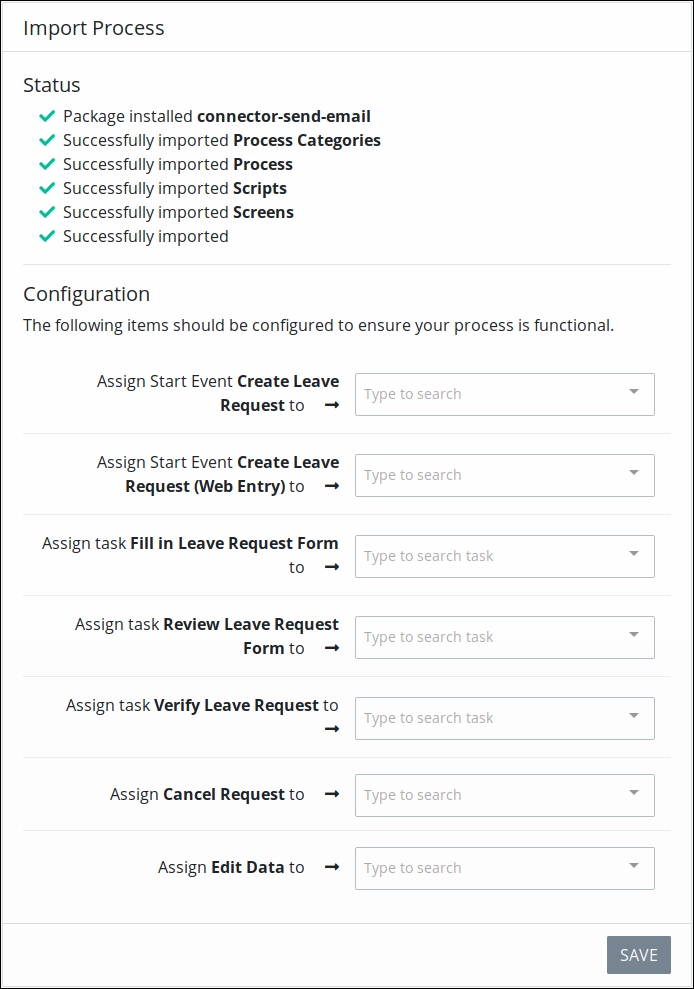 Import Process
Status
Package installed connector-send-email
Successfully imported Process Categories
Successfully imported Process
Successfully imported Scripts
Successfully imported Screens
Successfully imported
Configuration
The following items should be configured to ensure your process is functional.
Assign Start Event Create Leave
Request to → Type to search
Assign Start Event Create Leave
Request (Web Entry) to → Type to search
Assign task Fill in Leave Request Form
to → Type to search task
Assign task Review Leave Request
Form to → Type to search task
Assign task Verify Leave Request to
→ Type to search task
Assign Cancel Request to → Type to search
Assign Edit Data to → Type to search
SAVE